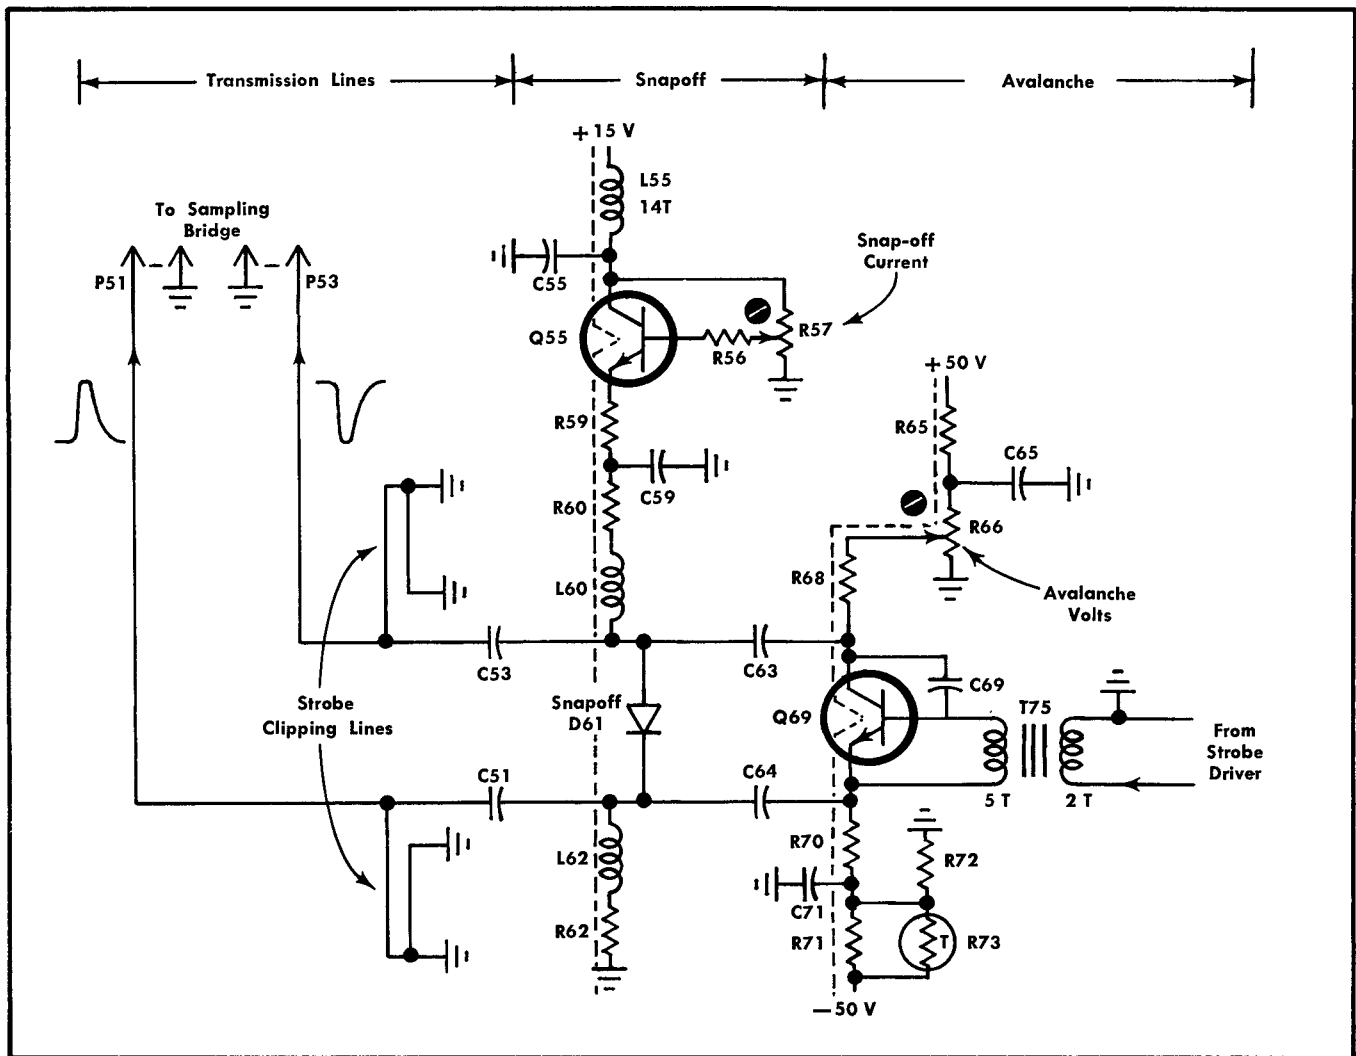 Transmission Lines
Snapoff
Avalanche
+ 15 V
L55
14T
To Sampling
Bridge
P51
P53
C55
Snap-off
Current
Q55
R56
R57
+ 50 V
R59
R65
C59
C65
R60
R66
L60
R68
Avalanche
Volts
C53
C63
C69
Strobe
Clipping Lines
Snapoff
D61
Q69
T75
From
Strobe
Driver
C51
C64
5 T
2 T
L62
R70
R72
C71
R62
R71
T
R73
— 50 V